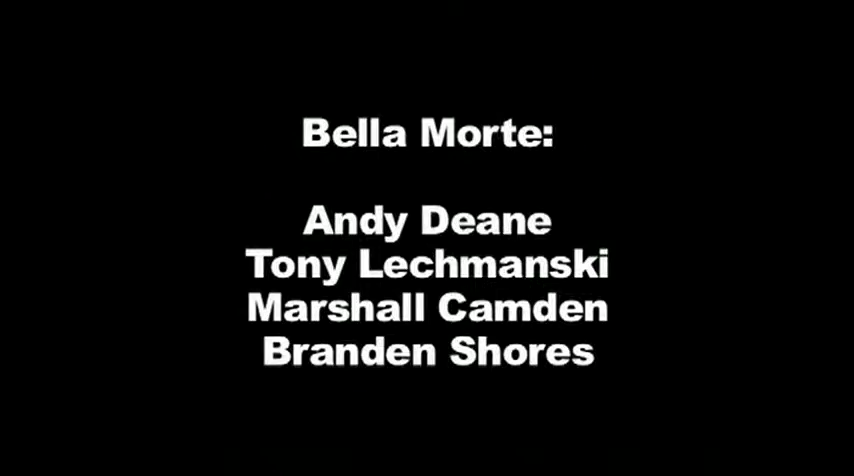 Bella Morte:
Andy Deane
Tony Lechmanski
Marshall Camden
Branden Shores